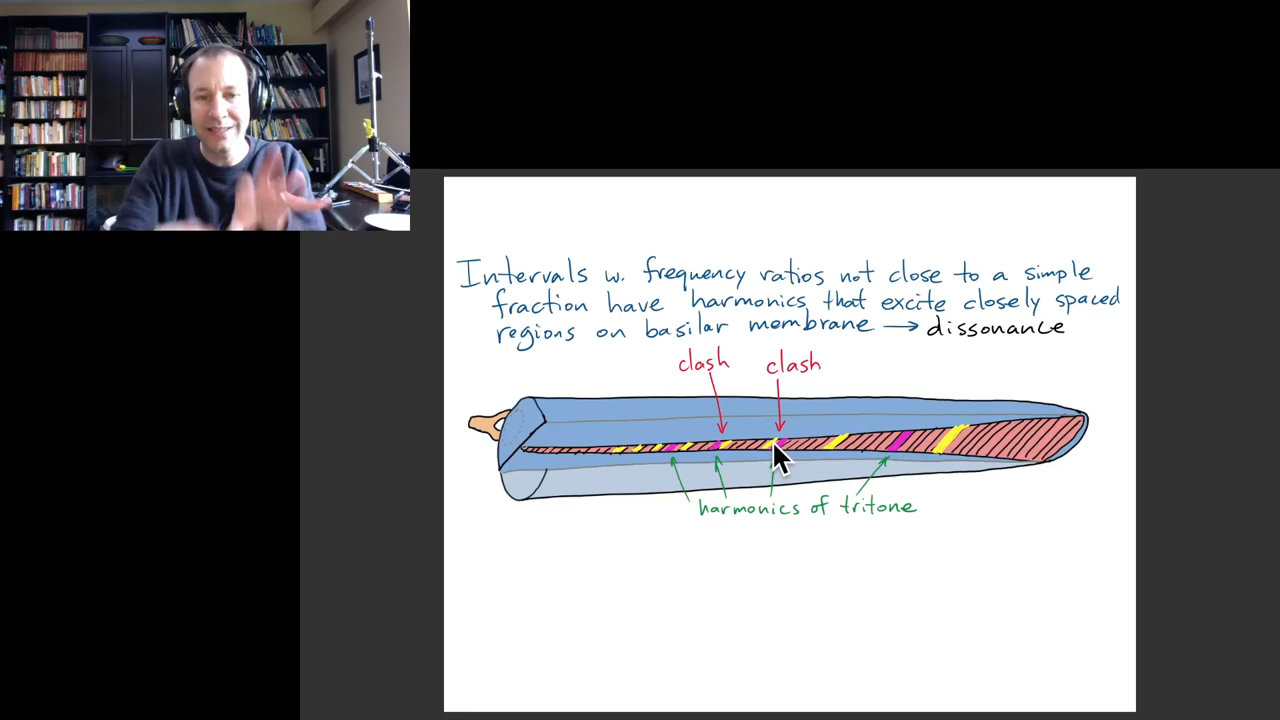 Intervals w. frequency ratios not close to a simple
fraction have harmonics that excite closely spaced
regions on basilar membrane → dissonance
clash clash
harmonics of tritone